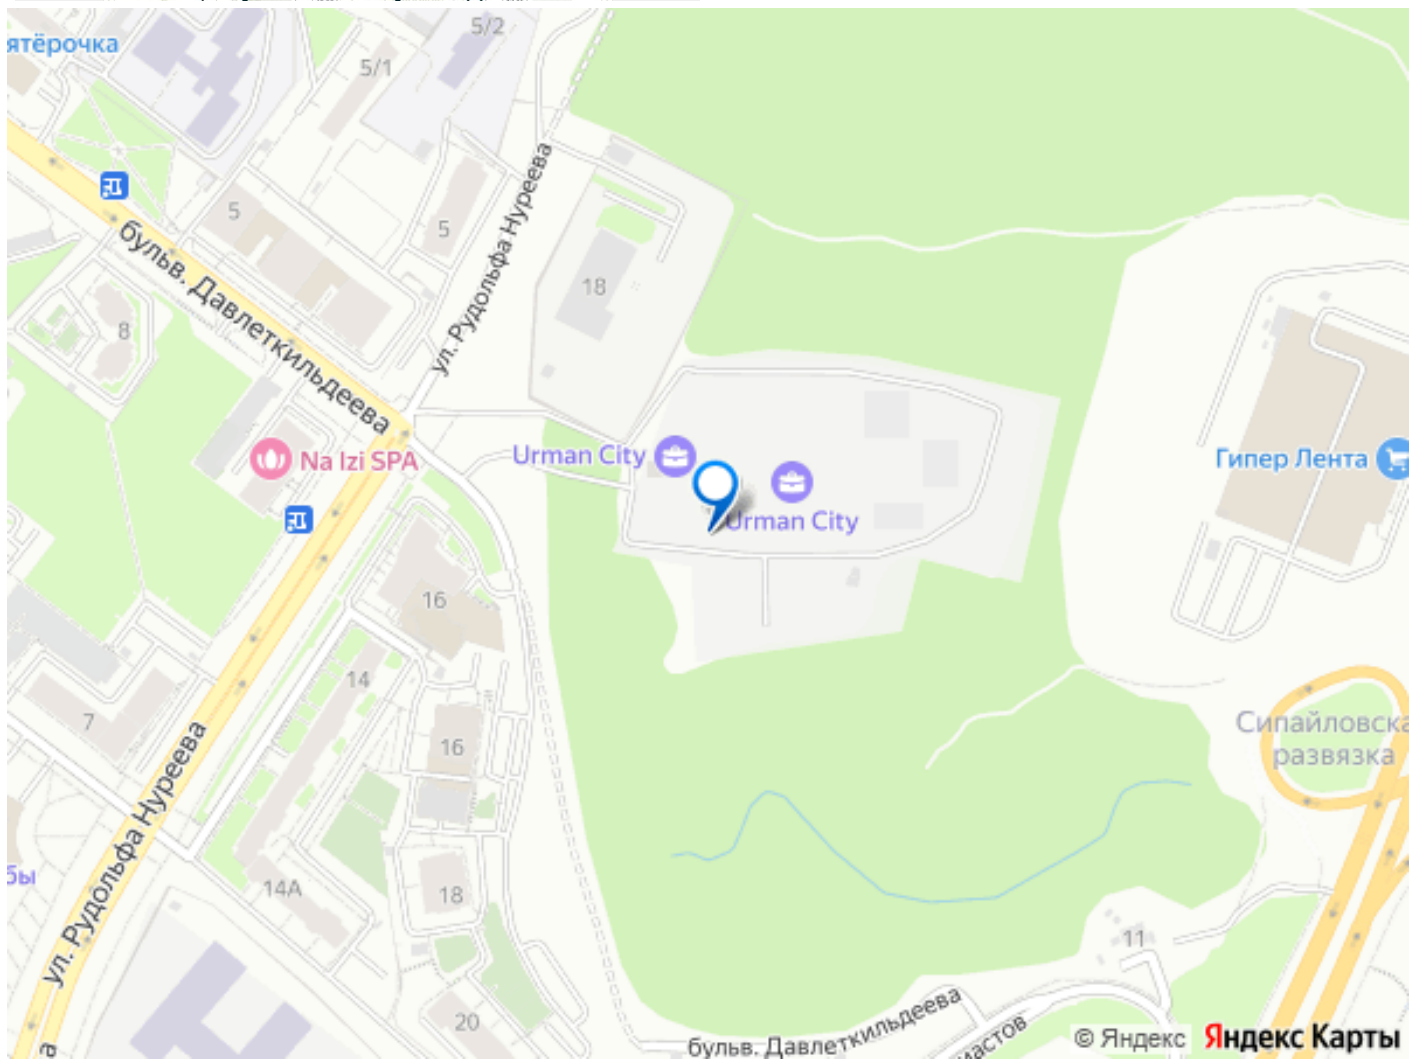 5/2
ятёрочка
5/1
5
5
ул. Рудольфа Нуреева
бульв. Давлеткильдеева
18
8
Urman City
Na Izi SPA
Гипер Лента
Urman City
16
14
7
16
Сипайловска
развязка
ул. Рудольфа Нуреева
бы
14А
18
11
20
бульв. Давлеткильдеева
иастов
а
© Яндекс Яндекс Карты